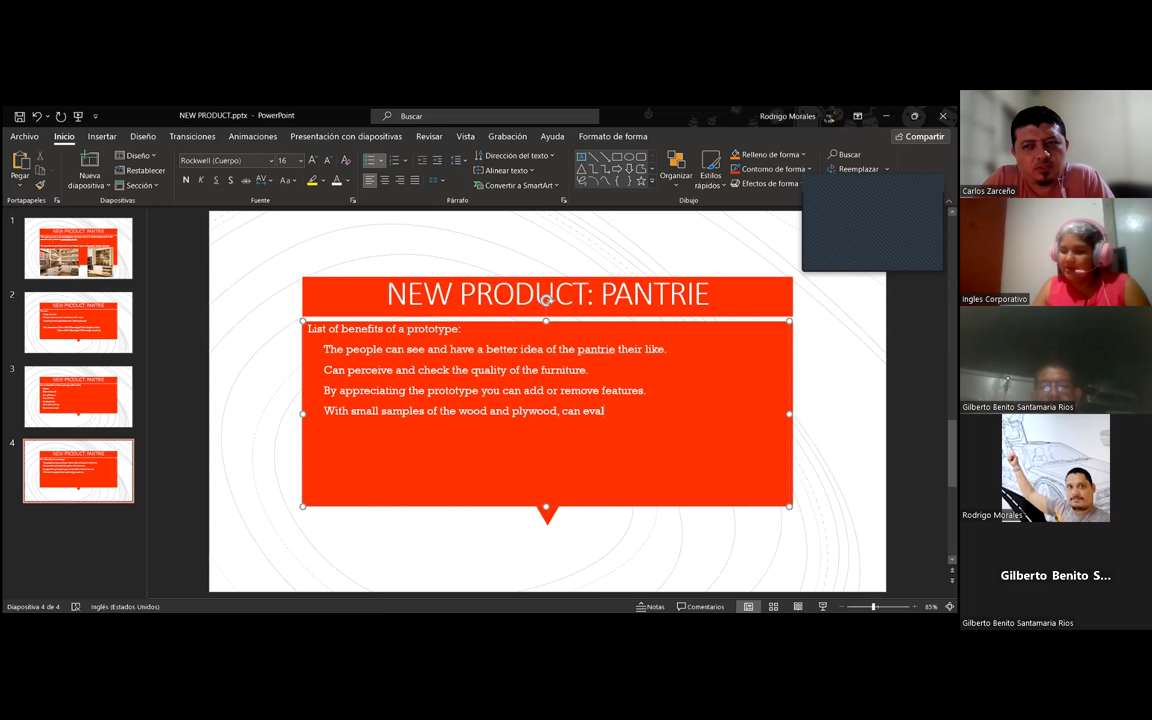 NEW PRODUCT.pptx - PowerPoint
Buscar
Rodrigo Morales
Archivo Inicio Insertar Diseño Transiciones Animaciones Presentación con diapositivas Revisar Vista Grabación Ayuda Formato de forma
Compartir
Pegar
Nueva
diapositiva
Diseño
Restablecer
Sección
Rockwell (Cuerpo) 16
N K S S
Dirección del texto
Alinear texto
Convertir a SmartArt
Organizar
Estilos
rápidos
Relleno de forma
Contorno de forma
Efectos de forma
Buscar
Reemplazar
Portapapeles Diapositivas Fuente Párrafo Dibujo
1
2
3
4
NEW PRODUCT: PANTRIE
List of benefits of a prototype:
The people can see and have a better idea of the pantrie their like.
Can perceive and check the quality of the furniture.
By appreciating the prototype you can add or remove features.
With small samples of the wood and plywood, can eval
Diapositiva 4 de 4
Inglés (Estados Unidos)
Notas
Comentarios
85%
Carlos Zarceño
Ingles Corporativo
Gilberto Benito Santamaria Rios
Rodrigo Morales
Gilberto Benito S...
Gilberto Benito Santamaria Rios